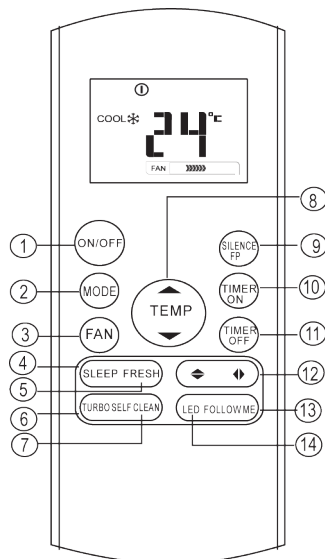 COOL 24°C
FAN
8
1 ON/OFF SILENCE FP 9
2 MODE TEMP TIMER ON 10
3 FAN TIMER OFF 11
4 SLEEP FRESH 12
5
6 TURBO SELF CLEAN LED FOLLOW ME 13
7 14